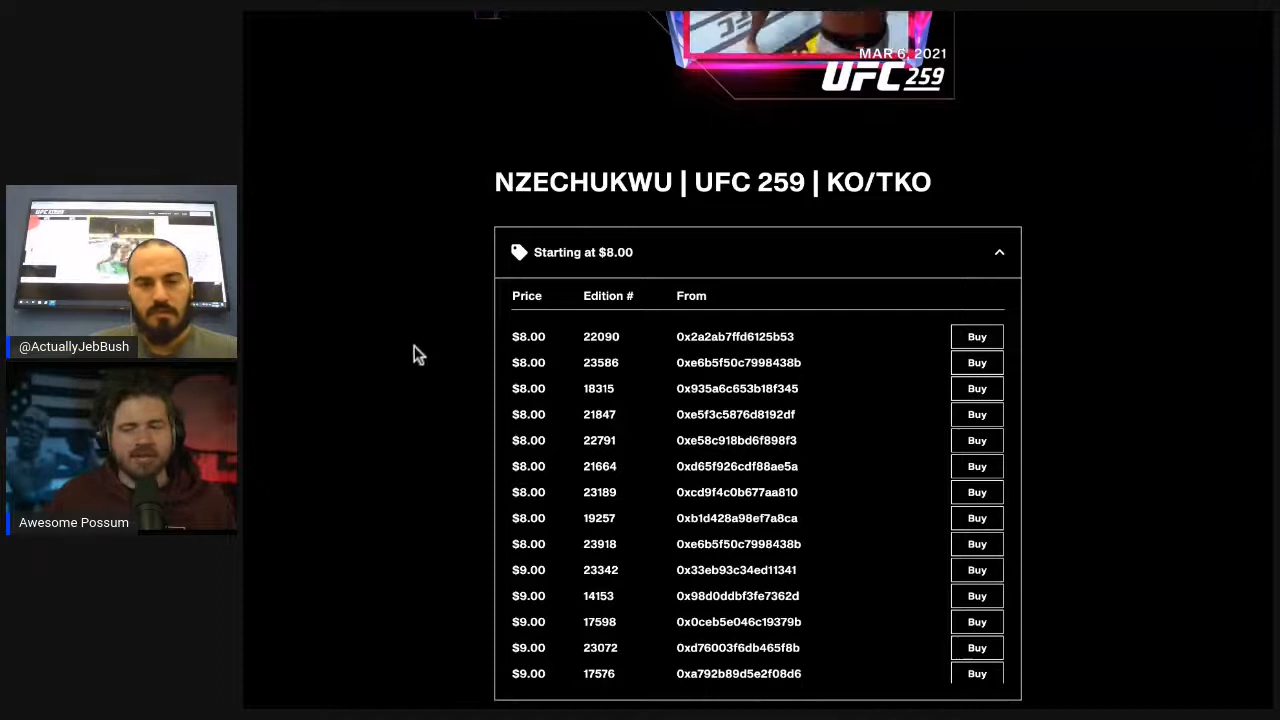 MAR 6, 2021
UFC 259
NZECHUKWU | UFC 259 | KO/TKO
Starting at $8.00
Price Edition # From
$8.00 22090 0x2a2ab7ffd6125b53 Buy
$8.00 23586 0xe6b5f50c7998438b Buy
$8.00 18315 0x935a6c653b18f345 Buy
$8.00 21847 0xe5f3c5876d8192df Buy
$8.00 22791 0xe58c918bd6f898f3 Buy
$8.00 21664 0xd65f926cdf88ae5a Buy
$8.00 23189 0xcd9f4c0b677aa810 Buy
$8.00 19257 0xb1d428a98ef7a8ca Buy
$8.00 23918 0xe6b5f50c7998438b Buy
$9.00 23342 0x33eb93c34ed11341 Buy
$9.00 14153 0x98d0ddbf3fe7362d Buy
$9.00 17598 0x0ceb5e046c19379b Buy
$9.00 23072 0xd76003f6db465f8b Buy
$9.00 17576 0xa792b89d5e2f08d6 Buy
@ActuallyJebBush
Awesome Possum